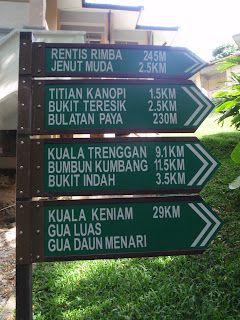 RENTIS RIMBA 245M
JENUT MUDA 2.5KM
TITIAN KANOPI 1.5KM
BUKIT TERESIK 2.5KM
BULATAN PAYA 230M
KUALA TRENGGAN 9.1KM
BUMBUN KUMBANG 11.5KM
BUKIT INDAH 3.5KM
KUALA KENIAM 29KM
GUA LUAS
GUA DAUN MENARI